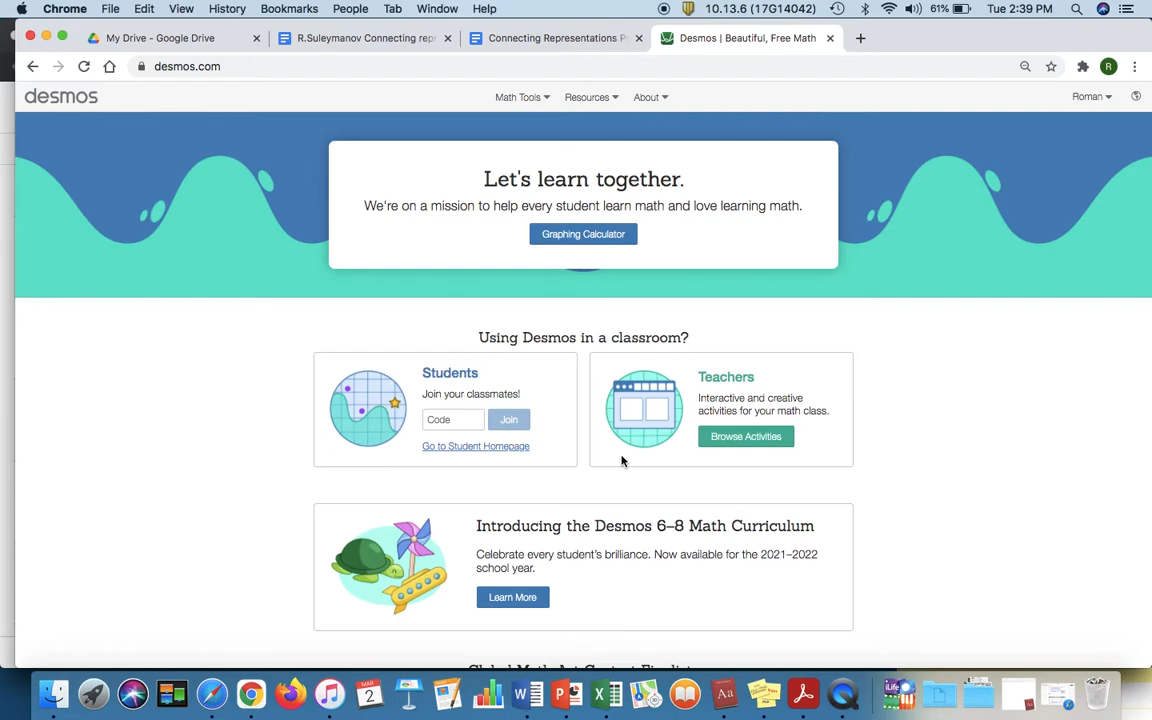 Chrome File Edit View History Bookmarks People Tab Window Help 10.13.6 (17G14042) 61% Tue 2:39 PM
My Drive - Google Drive R.Suleymanov Connecting rep Connecting Representations P Desmos | Beautiful, Free Math
desmos.com R
desmos Math Tools Resources About Roman
Let's learn together.
We're on a mission to help every student learn math and love learning math.
Graphing Calculator
Using Desmos in a classroom?
Students
Join your classmates!
Code Join
Go to Student Homepage
Teachers
Interactive and creative
activities for your math class.
Browse Activities
Introducing the Desmos 6–8 Math Curriculum
Celebrate every student's brilliance. Now available for the 2021–2022
school year.
Learn More
MAR
2